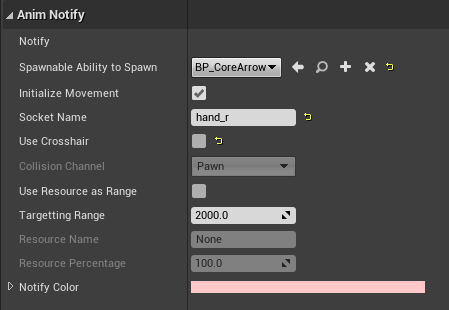 Anim Notify
Notify
Spawnable Ability to Spawn BP_CoreArrow
Initialize Movement
Socket Name hand_r
Use Crosshair
Collision Channel Pawn
Use Resource as Range
Targetting Range 2000.0
Resource Name None
Resource Percentage 100.0
Notify Color